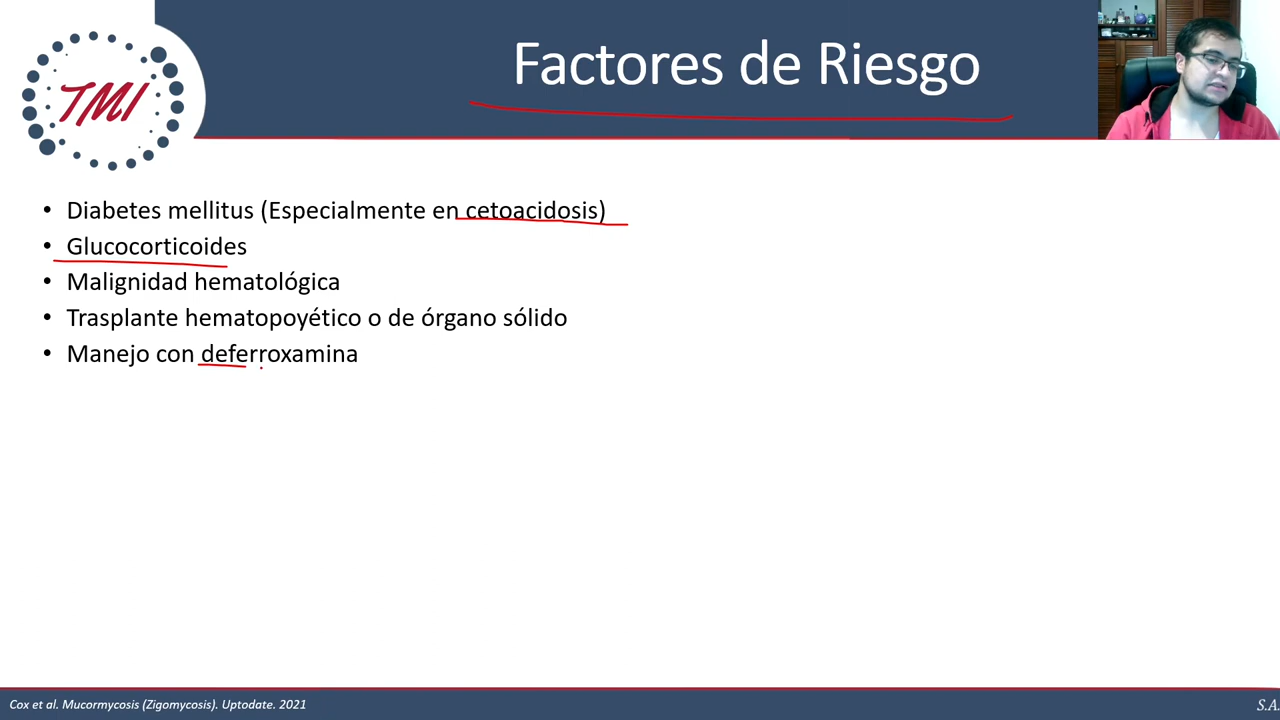 Factores de Riesgo
TMI
• Diabetes mellitus (Especialmente en cetoacidosis)
• Glucocorticoides
• Malignidad hematológica
• Trasplante hematopoyético o de órgano sólido
• Manejo con deferroxamina
Cox et al. Mucormycosis (Zigomycosis). Uptodate. 2021
S.A.